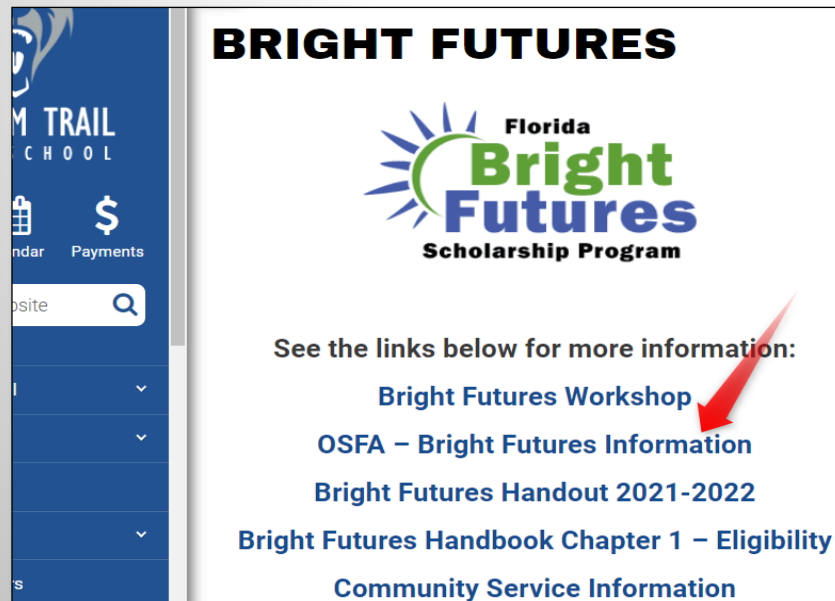 BRIGHT FUTURES
M TRAIL
CHOOL
ndar
Payments
bsite
Florida
Bright
Futures
Scholarship Program
See the links below for more information:
Bright Futures Workshop
OSFA – Bright Futures Information
Bright Futures Handout 2021-2022
Bright Futures Handbook Chapter 1 – Eligibility
Community Service Information